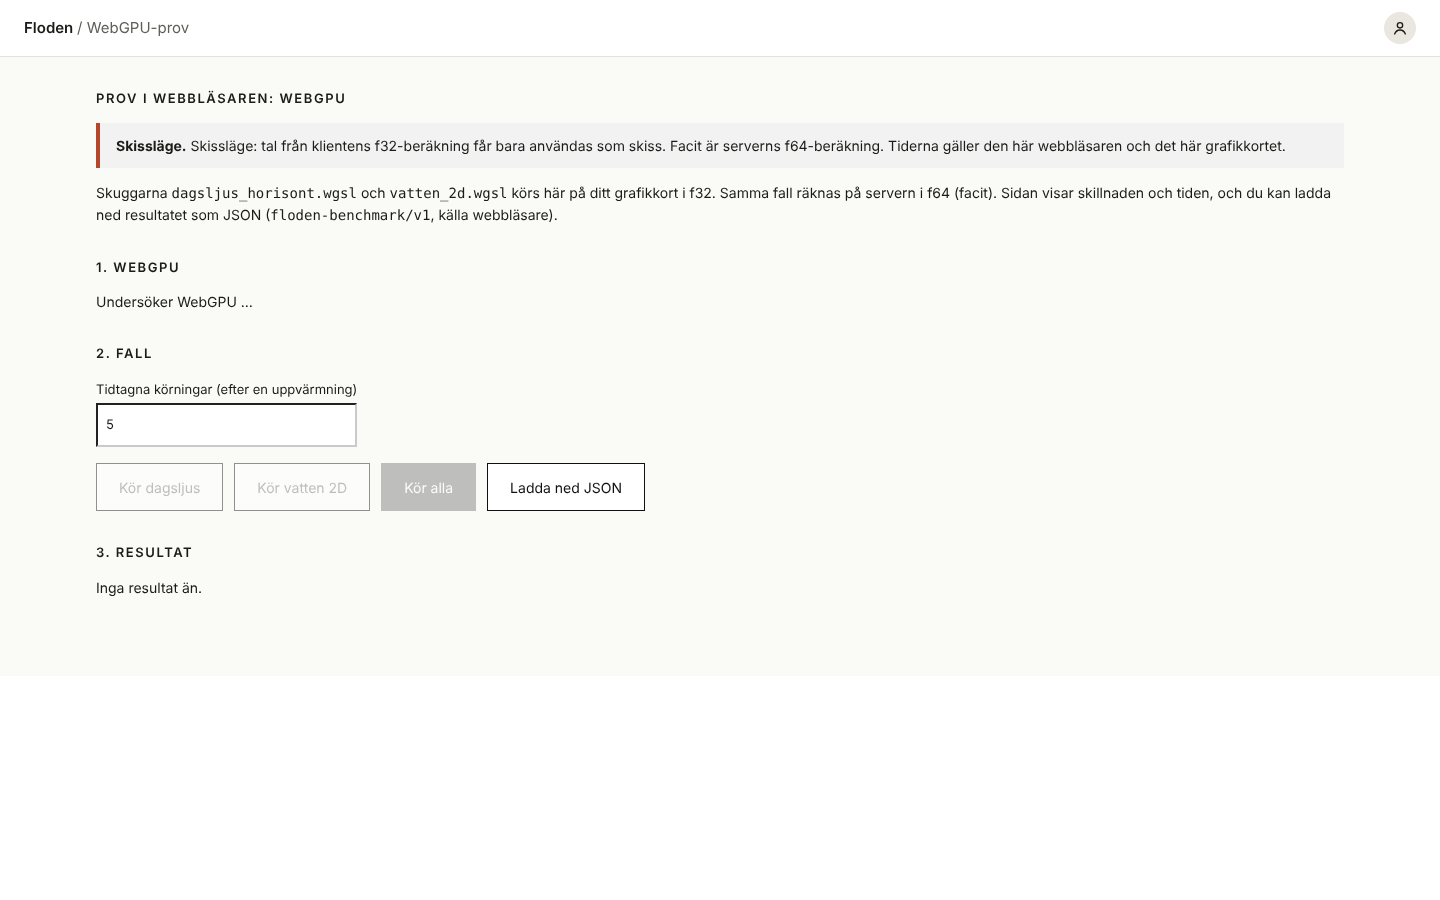 Floden / WebGPU-prov
PROV I WEBBLÄSAREN: WEBGPU
Skissläge. Skissläge: tal från klientens f32-beräkning får bara användas som skiss. Facit är serverns f64-beräkning. Tiderna gäller den här webbläsaren och det här grafikkortet.
Skuggarna dagsljus_horisont.wgsl och vatten_2d.wgsl körs här på ditt grafikkort i f32. Samma fall räknas på servern i f64 (facit). Sidan visar skillnaden och tiden, och du kan ladda
ned resultatet som JSON (floden-benchmark/v1, källa webbläsare).
1. WEBGPU
Undersöker WebGPU ...
2. FALL
Tidtagna körningar (efter en uppvärmning)
5
Kör dagsljus Kör vatten 2D Kör alla Ladda ned JSON
3. RESULTAT
Inga resultat än.